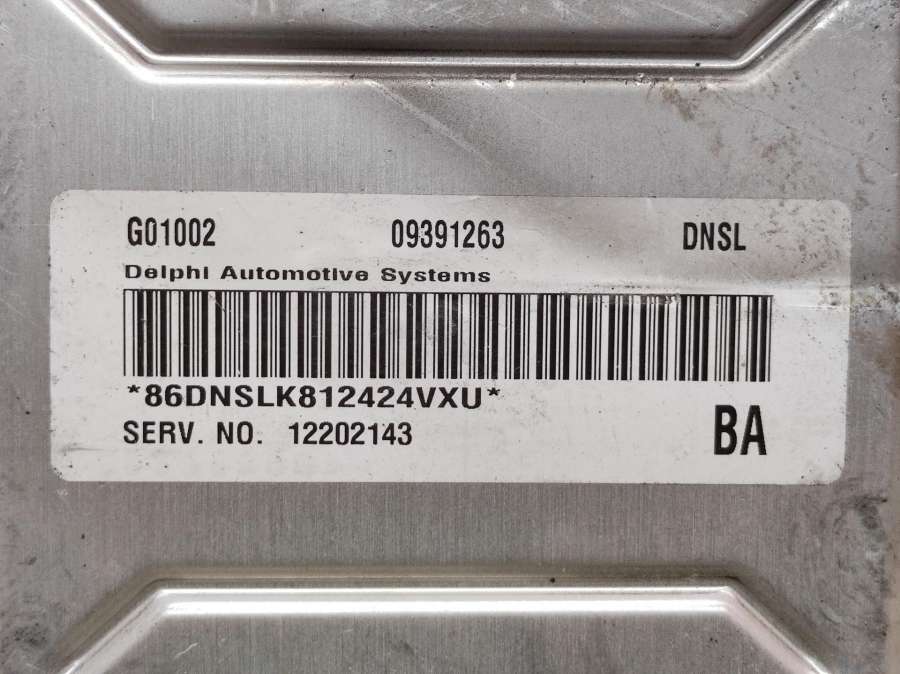 G01002 09391263 DNSL
Delphi Automotive Systems
*86DNSLK812424VXU*
SERV. NO. 12202143
BA